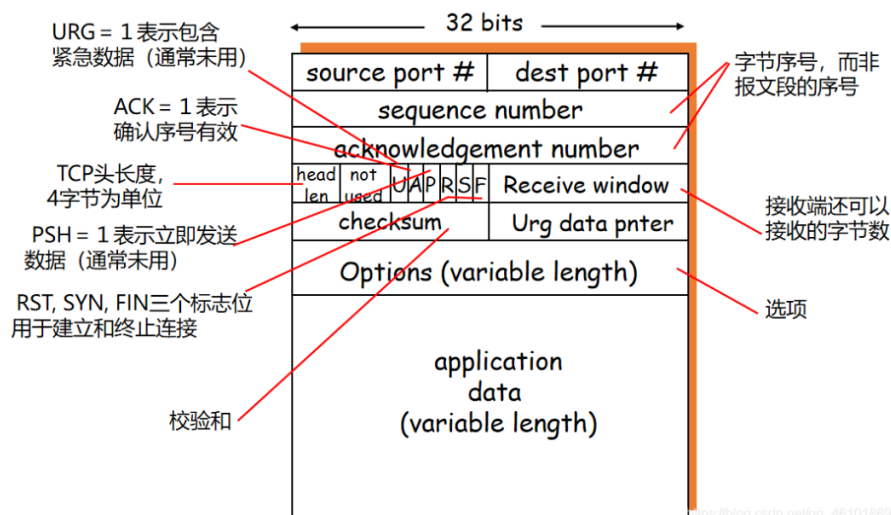 32 bits
URG = 1 表示包含
紧急数据（通常未用）
ACK = 1 表示
确认序号有效
TCP头长度，
4字节为单位
PSH = 1 表示立即发送
数据（通常未用）
RST, SYN, FIN三个标志位
用于建立和终止连接
校验和
source port #
dest port #
sequence number
acknowledgement number
head
len
not
used
U
A
P
R
S
F
Receive window
checksum
Urg data pnter
Options (variable length)
application
data
(variable length)
字节序号，而非
报文段的序号
接收端还可以
接收的字节数
选项